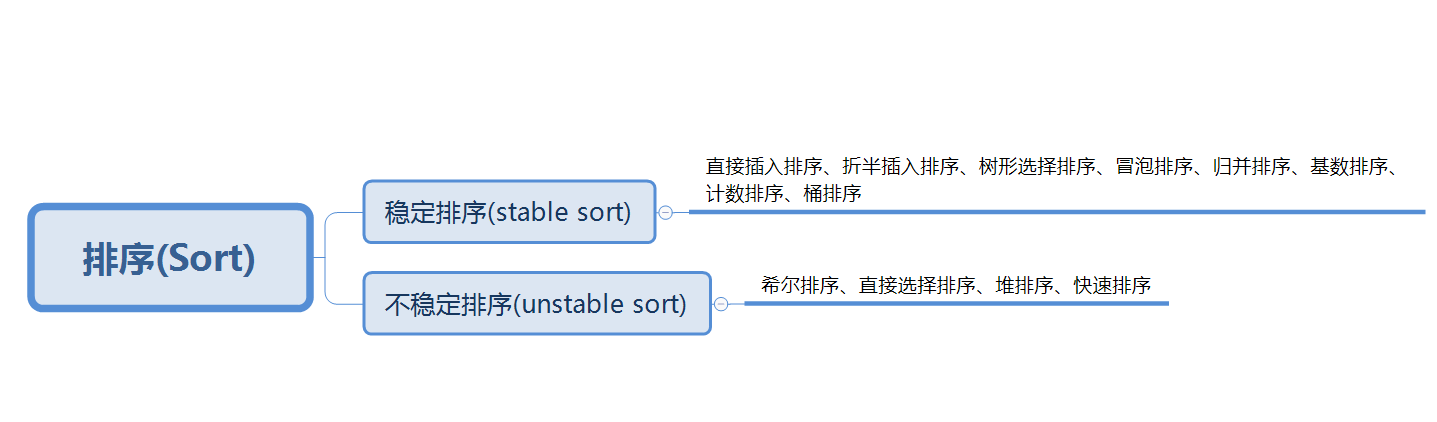 排序(Sort)
稳定排序(stable sort)
直接插入排序、折半插入排序、树形选择排序、冒泡排序、归并排序、基数排序、
计数排序、桶排序
不稳定排序(unstable sort)
希尔排序、直接选择排序、堆排序、快速排序